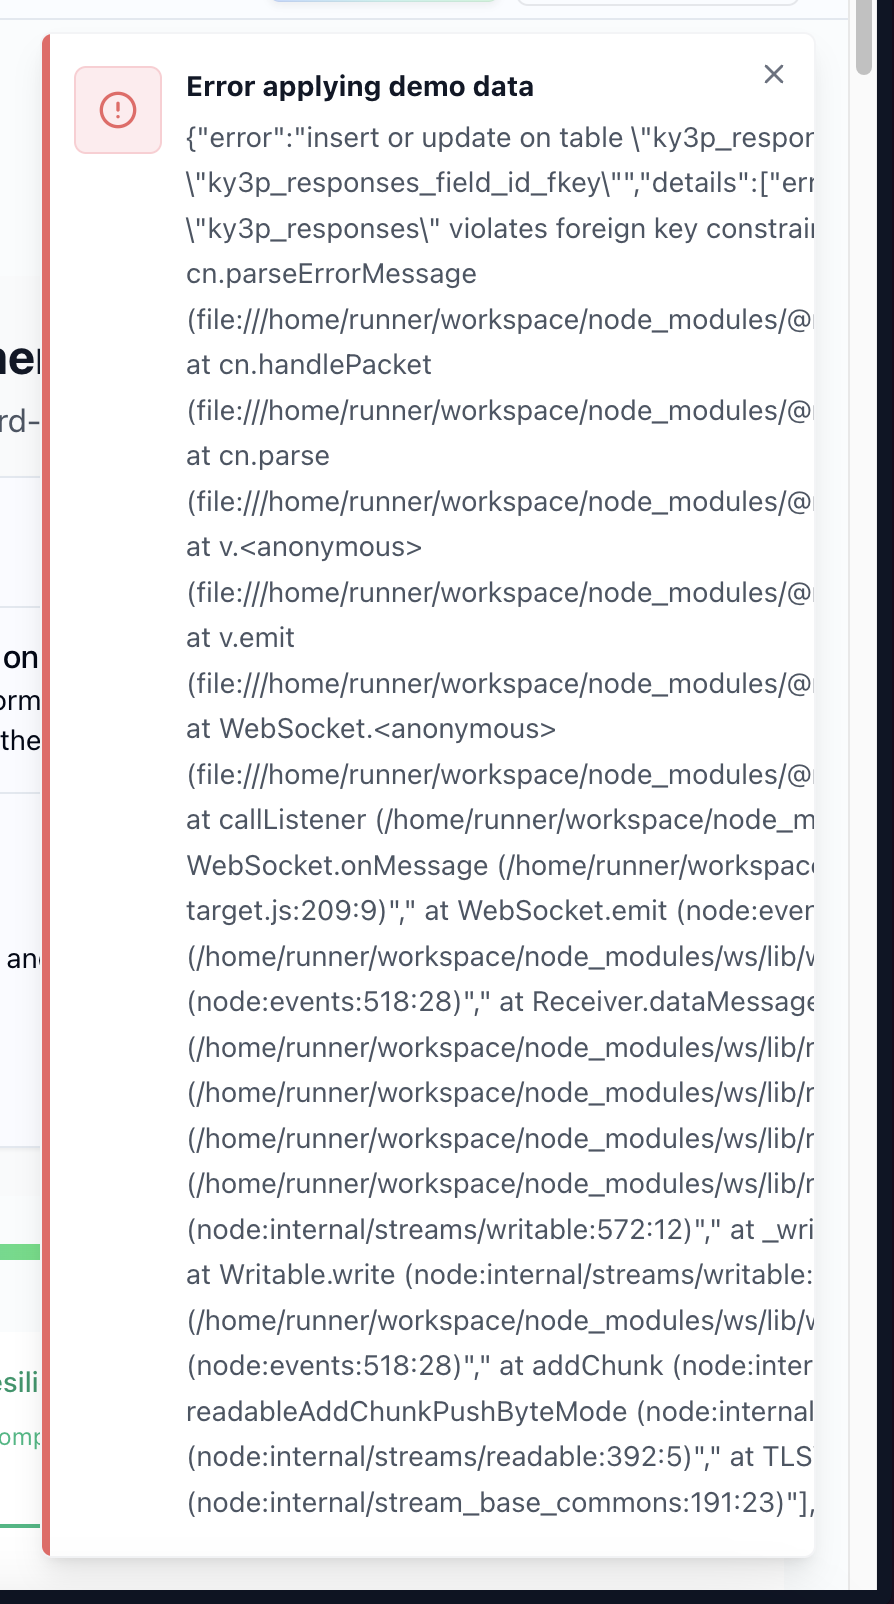 Error applying demo data
{"error":"insert or update on table \"ky3p_respor
\"ky3p_responses_field_id_fkey\"","details":["err
\"ky3p_responses\" violates foreign key constrain
cn.parseErrorMessage
(file:///home/runner/workspace/node_modules/@
at cn.handlePacket
(file:///home/runner/workspace/node_modules/@
at cn.parse
(file:///home/runner/workspace/node_modules/@
at v.<anonymous>
(file:///home/runner/workspace/node_modules/@
at v.emit
(file:///home/runner/workspace/node_modules/@
at WebSocket.<anonymous>
(file:///home/runner/workspace/node_modules/@
at callListener (/home/runner/workspace/node_m
WebSocket.onMessage (/home/runner/workspac
target.js:209:9)"," at WebSocket.emit (node:even
(/home/runner/workspace/node_modules/ws/lib/w
(node:events:518:28)"," at Receiver.dataMessage
(/home/runner/workspace/node_modules/ws/lib/r
(/home/runner/workspace/node_modules/ws/lib/r
(/home/runner/workspace/node_modules/ws/lib/r
(/home/runner/workspace/node_modules/ws/lib/r
(node:internal/streams/writable:572:12)"," at _wri
at Writable.write (node:internal/streams/writable:
(/home/runner/workspace/node_modules/ws/lib/w
(node:events:518:28)"," at addChunk (node:inter
readableAddChunkPushByteMode (node:internal
(node:internal/streams/readable:392:5)"," at TLS
(node:internal/stream_base_commons:191:23)"],
rd-
on
orm
the
an
esili
omp